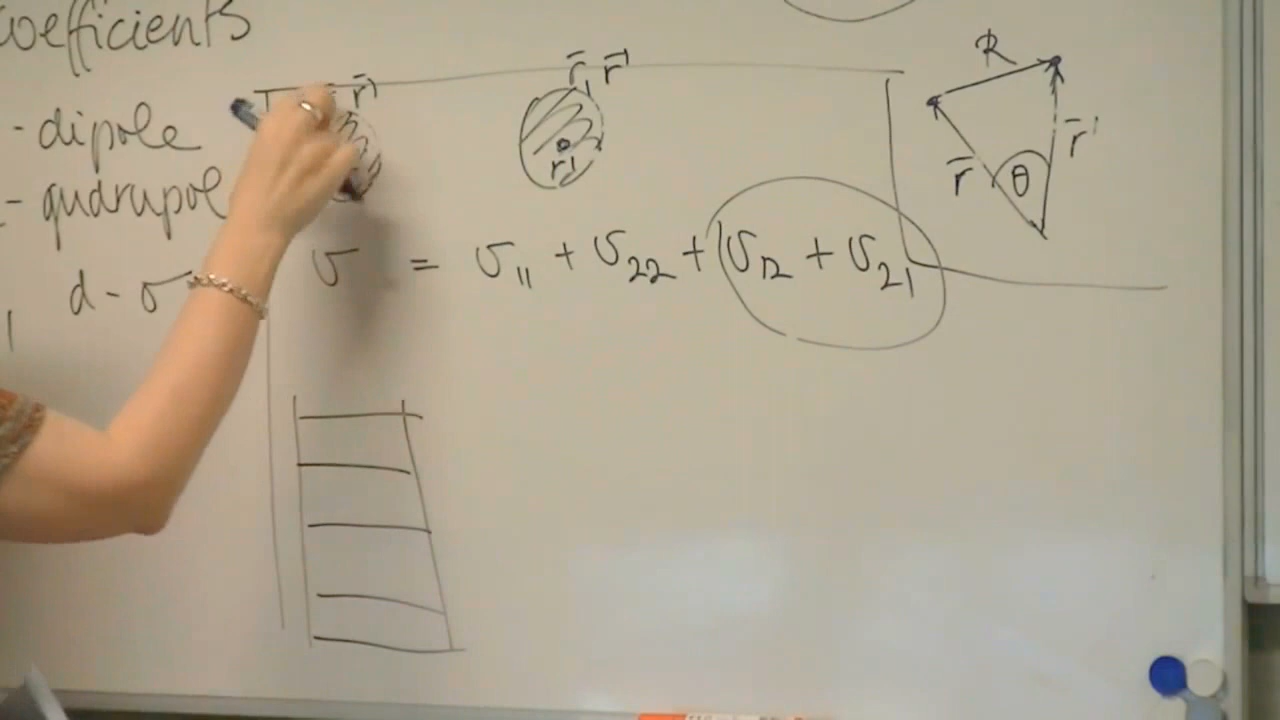 oefficients
- dipole
- quadrupol
d - σ
r̄'
r̄, r̄'
r'
R
r̄
θ
r̄'
σ = σ₁₁ + σ₂₂ + σ₁₂ + σ₂₁